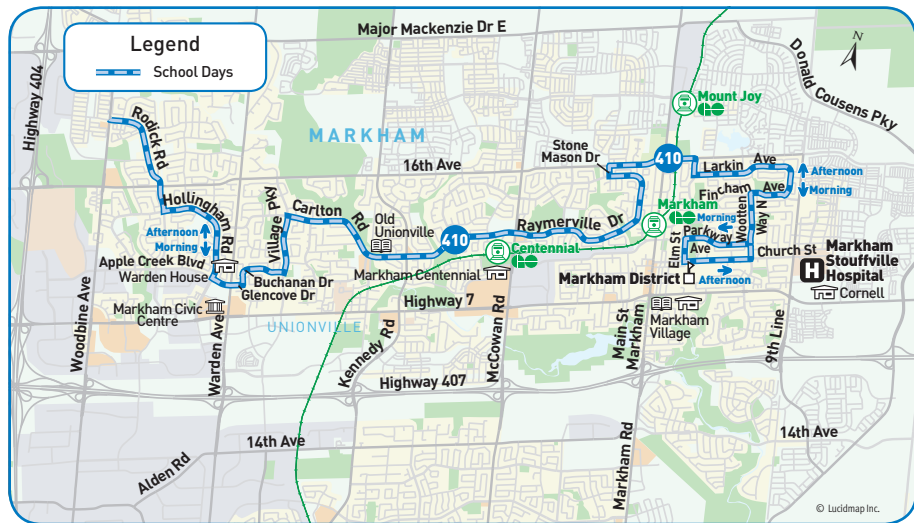 Legend
School Days
Major Mackenzie Dr E
Highway 404
Donald Cousens Pky
N
Mount Joy
MARKHAM
Rodick Rd
Stone
Mason Dr
410
16th Ave
Larkin Ave
Afternoon
Morning
Fincham Ave
Hollingham Rd
Village Pky
Carlton Rd
Old
Unionville
Raymerville Dr
Markham
Morning
Parkway
Ave
Wootten
Way N
Afternoon
Morning
410
Centennial
Elm St
Church St
Markham
Stouffville
Hospital
H
Apple Creek Blvd
Warden House
Buchanan Dr
Glencove Dr
Markham Centennial
Markham District
Afternoon
Cornell
Highway 7
Markham Civic
Centre
UNIONVILLE
Markham
Village
Woodbine Ave
Warden Ave
Kennedy Rd
McCowan Rd
Main St
Markham
9th Line
Highway 407
14th Ave
14th Ave
Alden Rd
Markham Rd
© Lucidmap Inc.